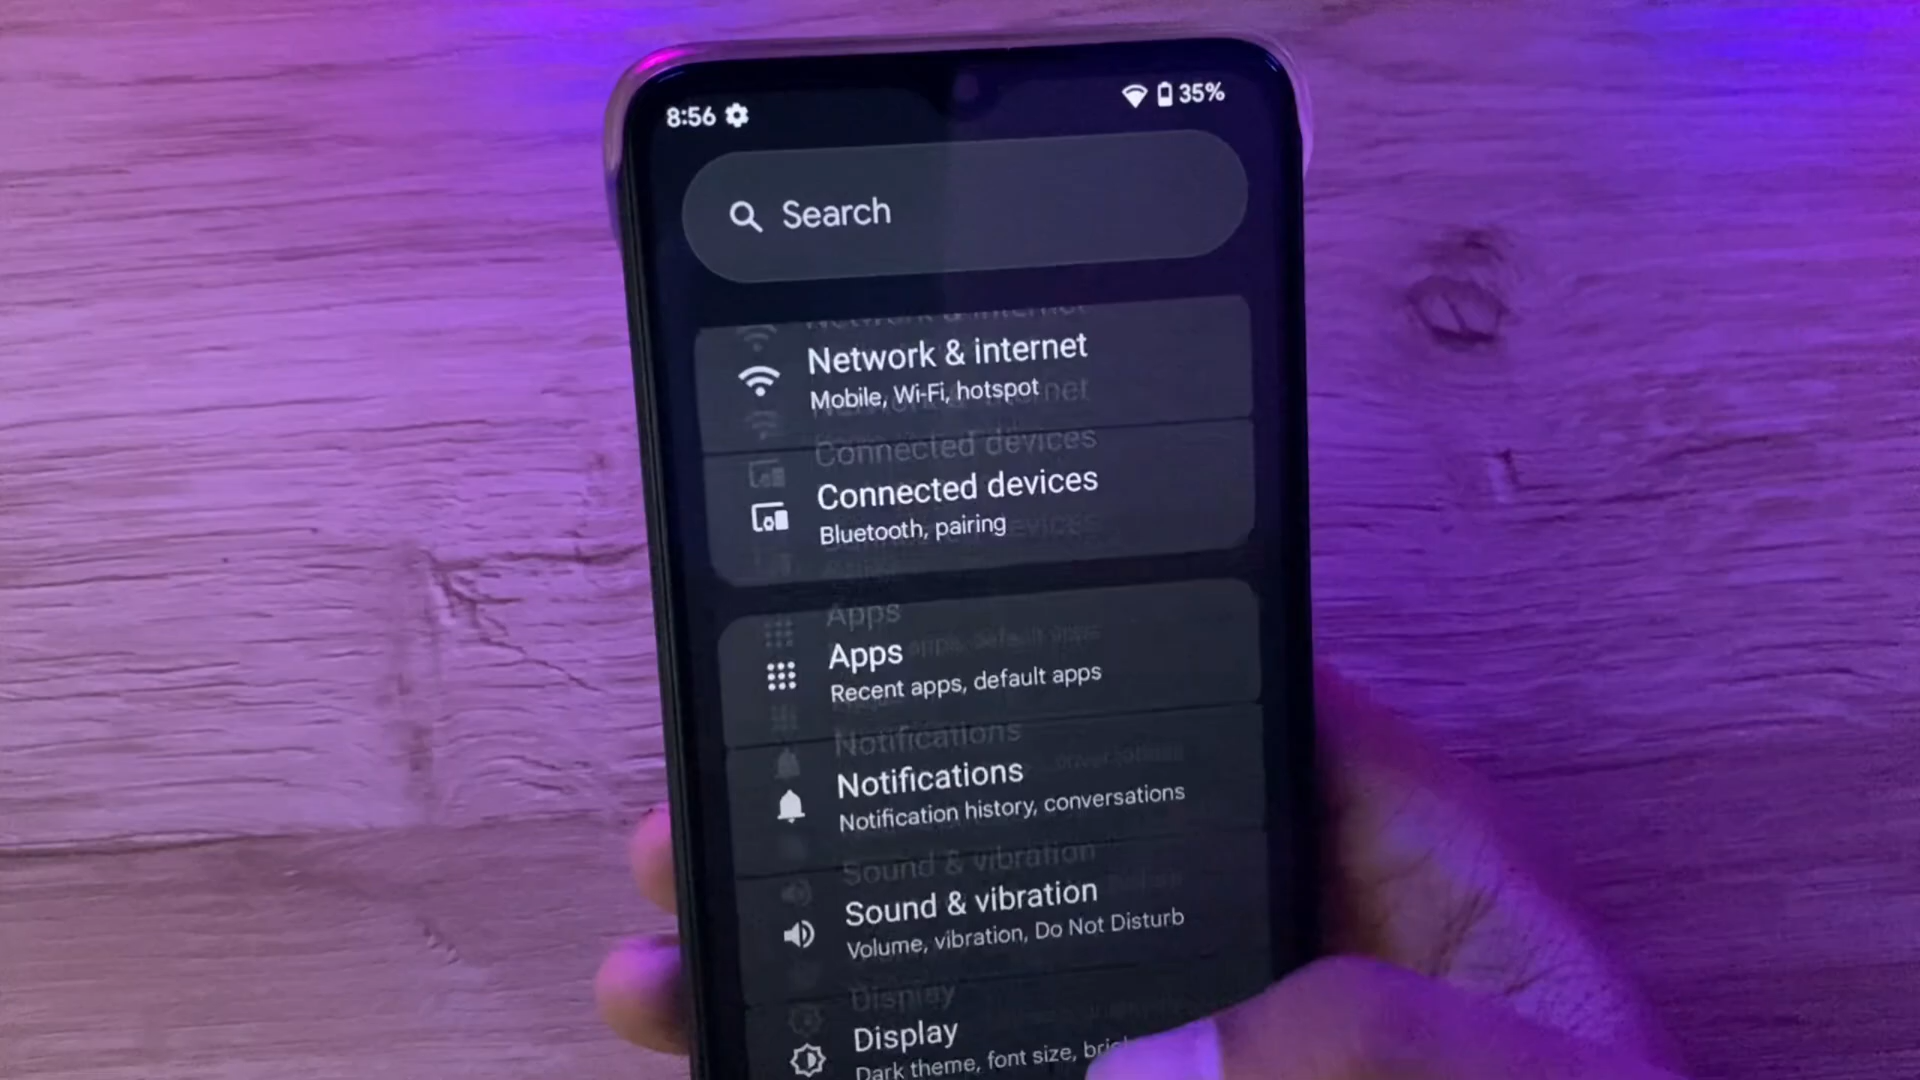 8:56 35%
Search
Network & internet
Mobile, Wi-Fi, hotspot
Connected devices
Bluetooth, pairing
Apps
Recent apps, default apps
Notifications
Notification history, conversations
Sound & vibration
Volume, vibration, Do Not Disturb
Display
Dark theme, font size,